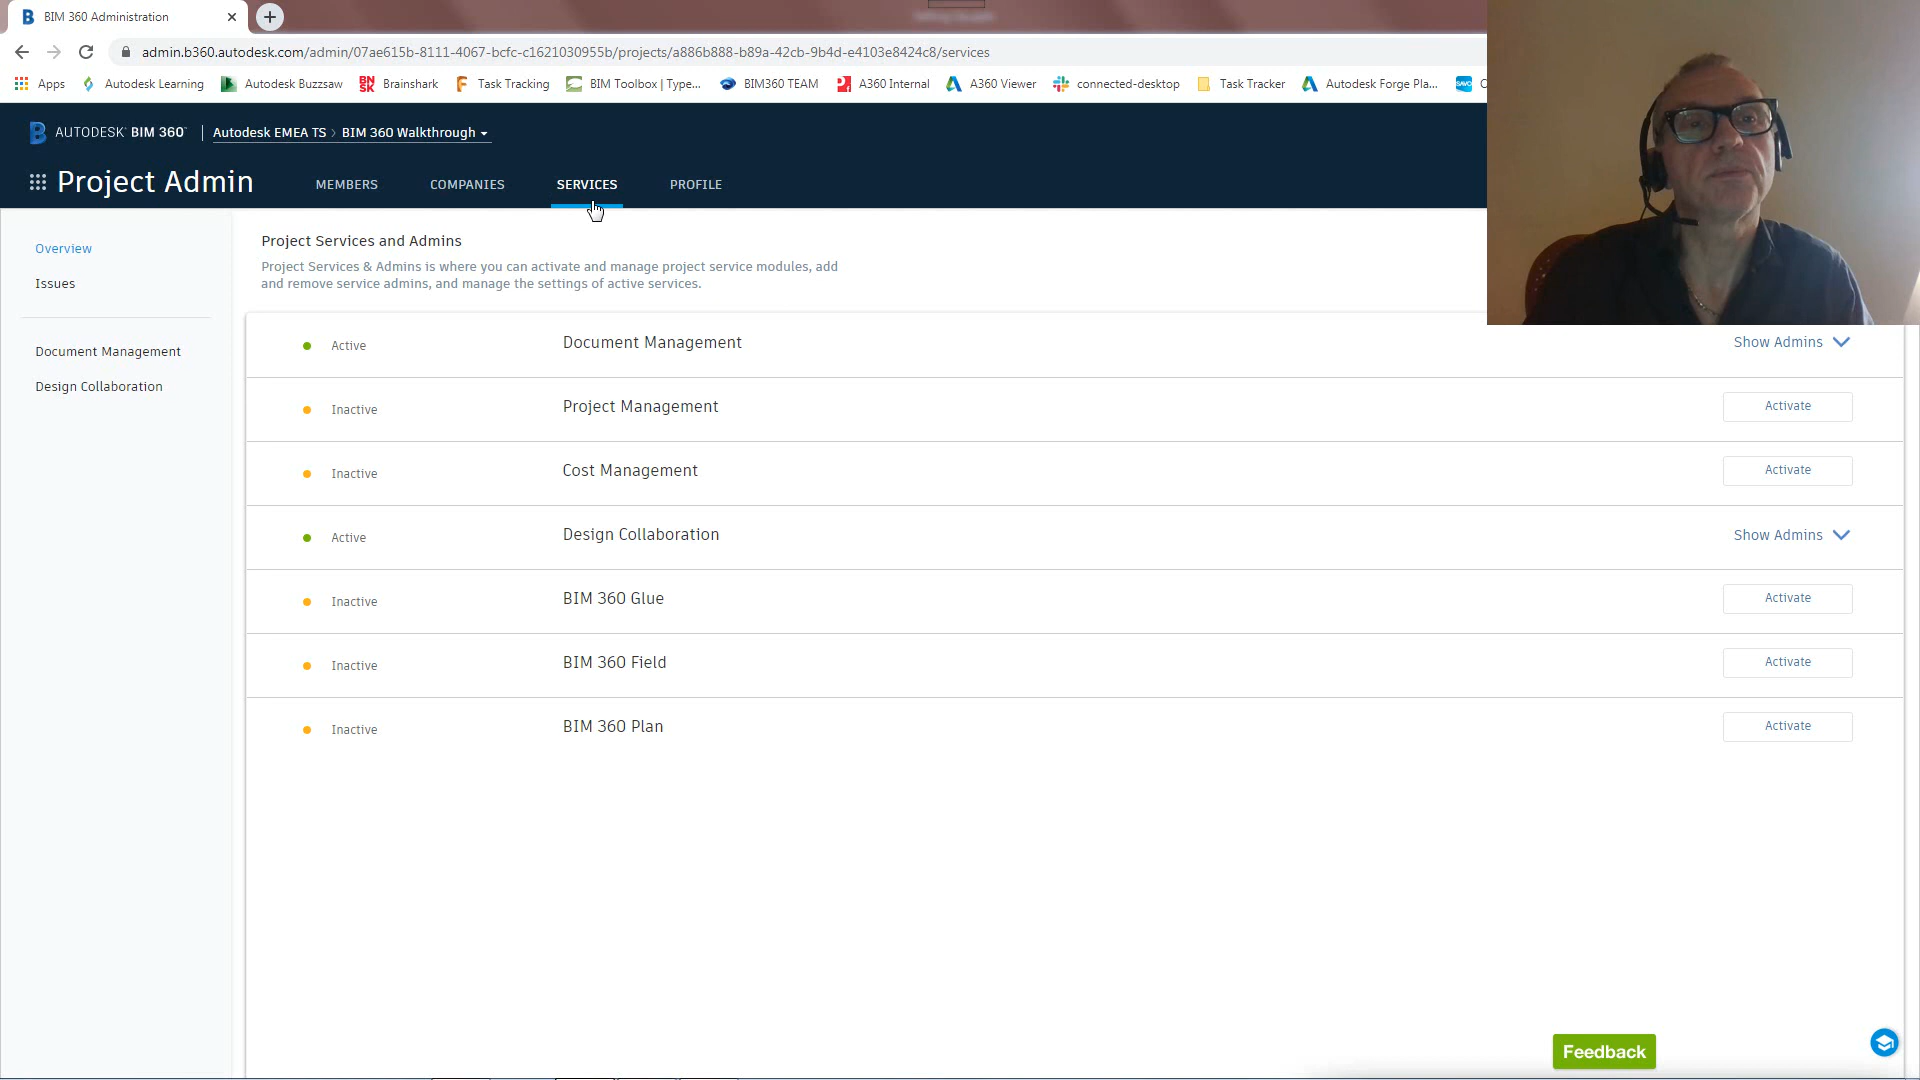 BIM 360 Administration
admin.b360.autodesk.com/admin/07ae615b-8111-4067-bcfc-c1621030955b/projects/a886b888-b89a-42cb-9b4d-e4103e8424c8/services
Apps Autodesk Learning Autodesk Buzzsaw BN Brainshark Task Tracking BIM Toolbox | Type... BIM360 TEAM A360 Internal A360 Viewer connected-desktop Task Tracker Autodesk Forge Pla... SAVO
AUTODESK® BIM 360™ Autodesk EMEA TS > BIM 360 Walkthrough
Project Admin MEMBERS COMPANIES SERVICES PROFILE
Overview
Issues
Document Management
Design Collaboration
Project Services and Admins
Project Services & Admins is where you can activate and manage project service modules, add
and remove service admins, and manage the settings of active services.
Active Document Management Show Admins
Inactive Project Management Activate
Inactive Cost Management Activate
Active Design Collaboration Show Admins
Inactive BIM 360 Glue Activate
Inactive BIM 360 Field Activate
Inactive BIM 360 Plan Activate
Feedback